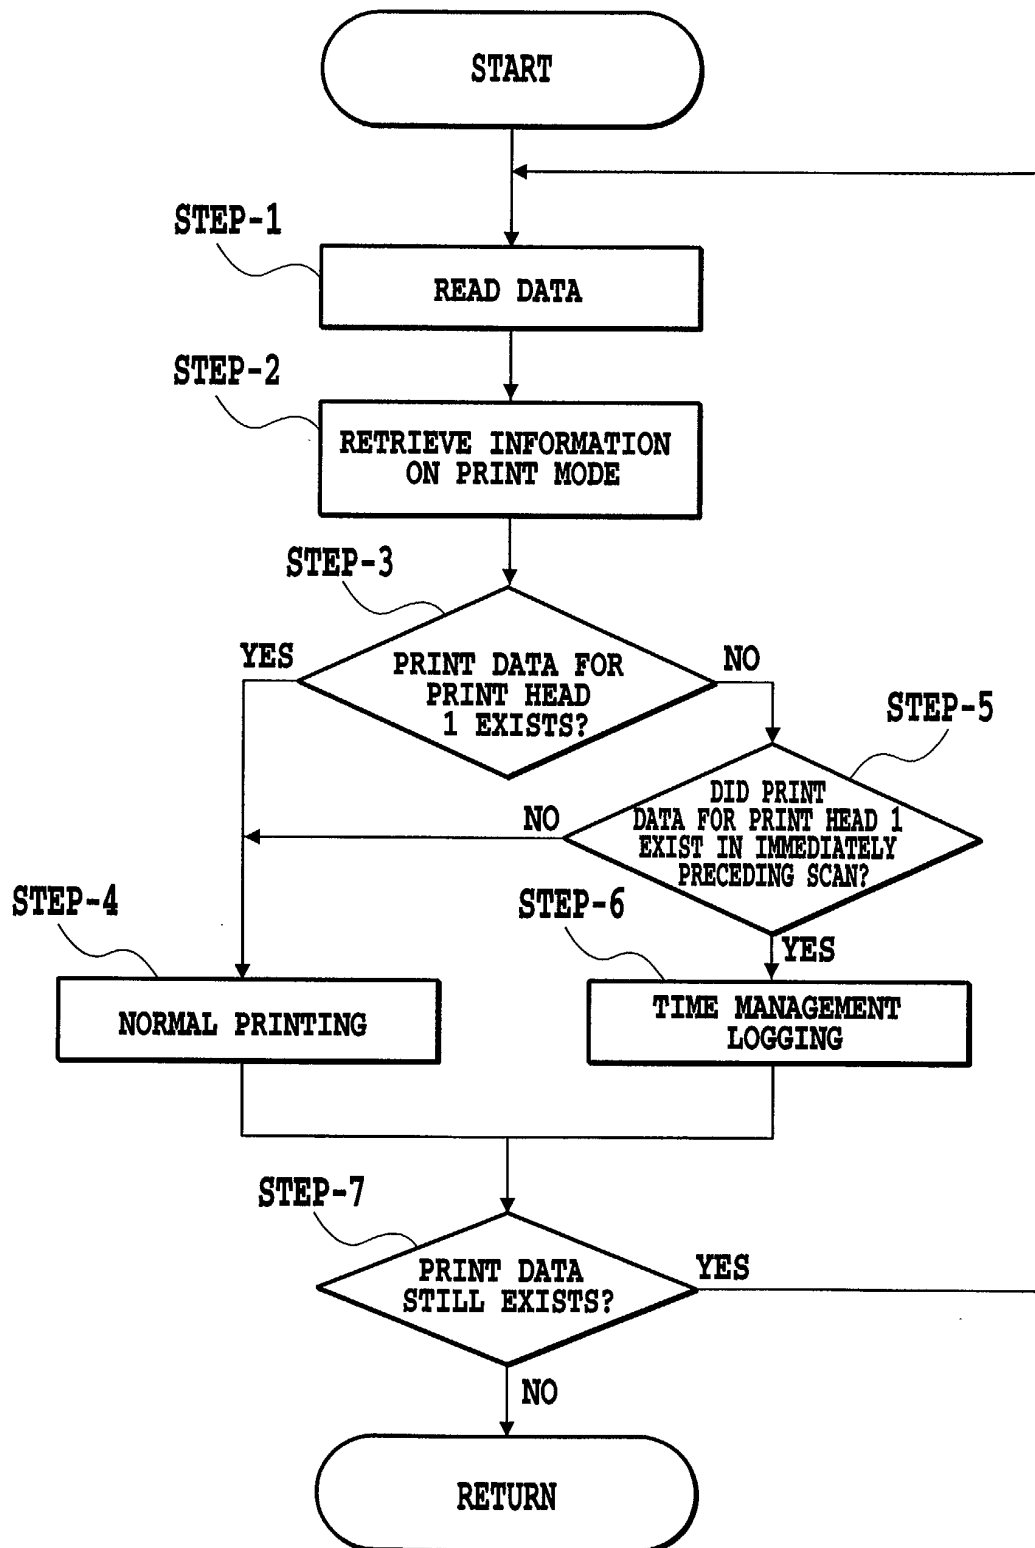 START
STEP-1
READ DATA
STEP-2
RETRIEVE INFORMATION
ON PRINT MODE
STEP-3
YES
PRINT DATA FOR
PRINT HEAD
1 EXISTS?
NO
STEP-5
DID PRINT
DATA FOR PRINT HEAD 1
EXIST IN IMMEDIATELY
PRECEDING SCAN?
NO
STEP-4
STEP-6
YES
NORMAL PRINTING
TIME MANAGEMENT
LOGGING
STEP-7
PRINT DATA
STILL EXISTS?
YES
NO
RETURN